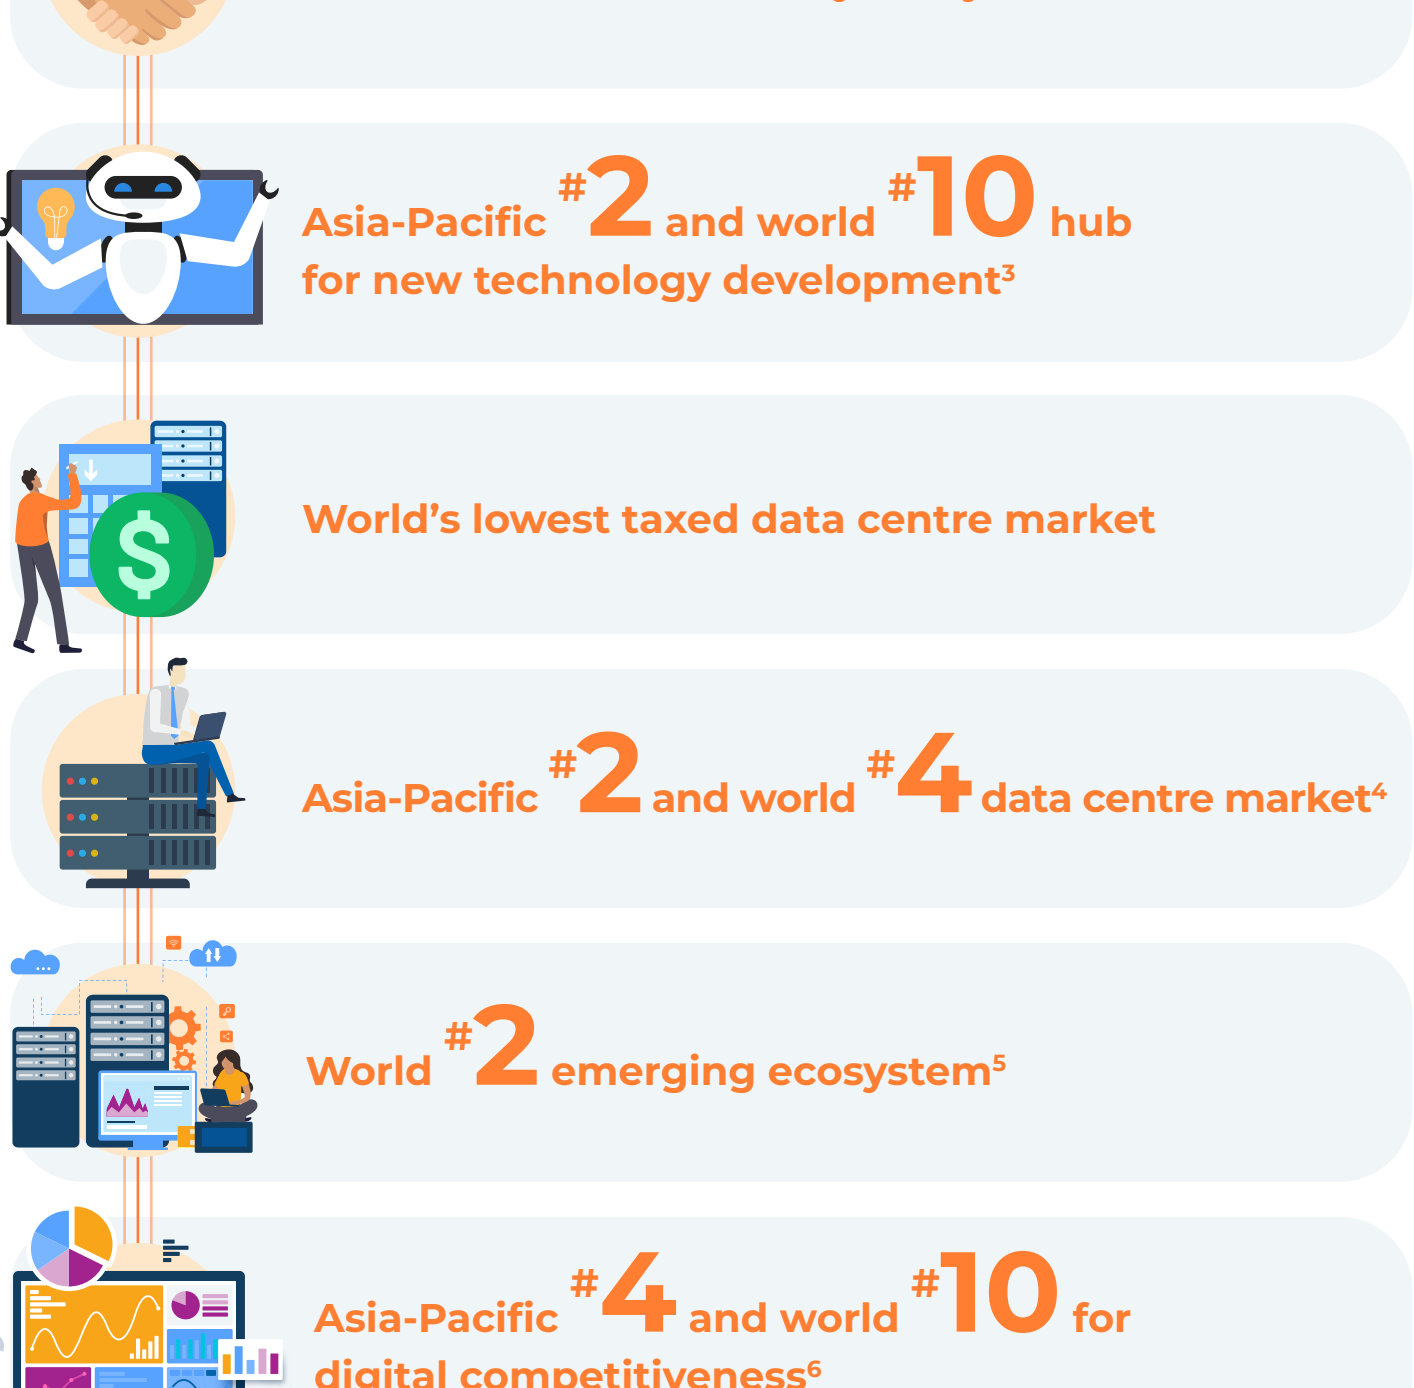 Asia-Pacific #2 and world #10 hub
for new technology development³
World’s lowest taxed data centre market
Asia-Pacific #2 and world #4 data centre market⁴
World #2 emerging ecosystem⁵
Asia-Pacific #4 and world #10 for
digital competitiveness⁶